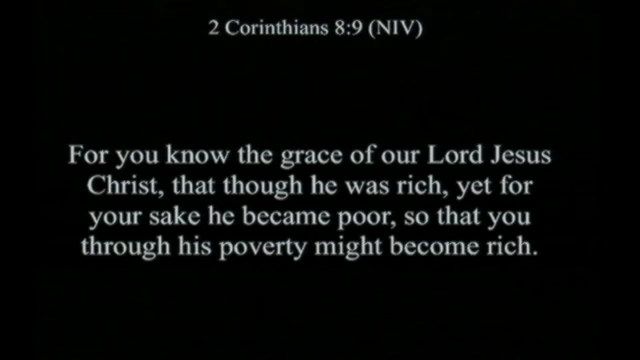 2 Corinthians 8:9 (NIV)
For you know the grace of our Lord Jesus
Christ, that though he was rich, yet for
your sake he became poor, so that you
through his poverty might become rich.